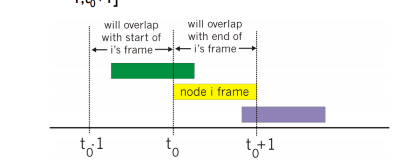 will overlap
with start of
i's frame
will overlap
with end of
i's frame
node i frame
t₀-1
t₀
t₀+1